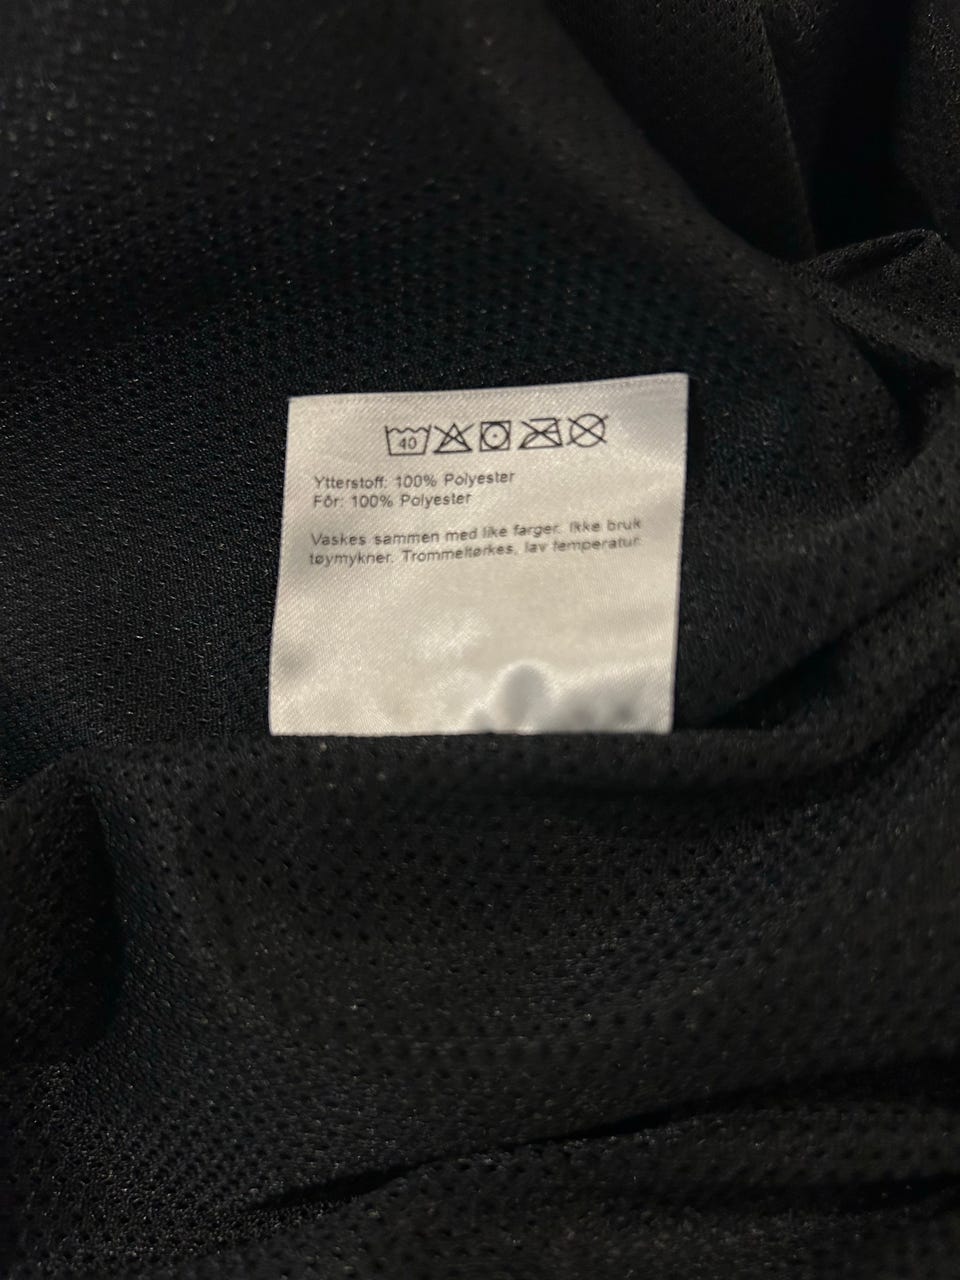 40
Ytterstoff: 100% Polyester
Fôr: 100% Polyester
Vaskes sammen med like farger. Ikke bruk
tøymykner. Trommeltørkes, lav temperatur.